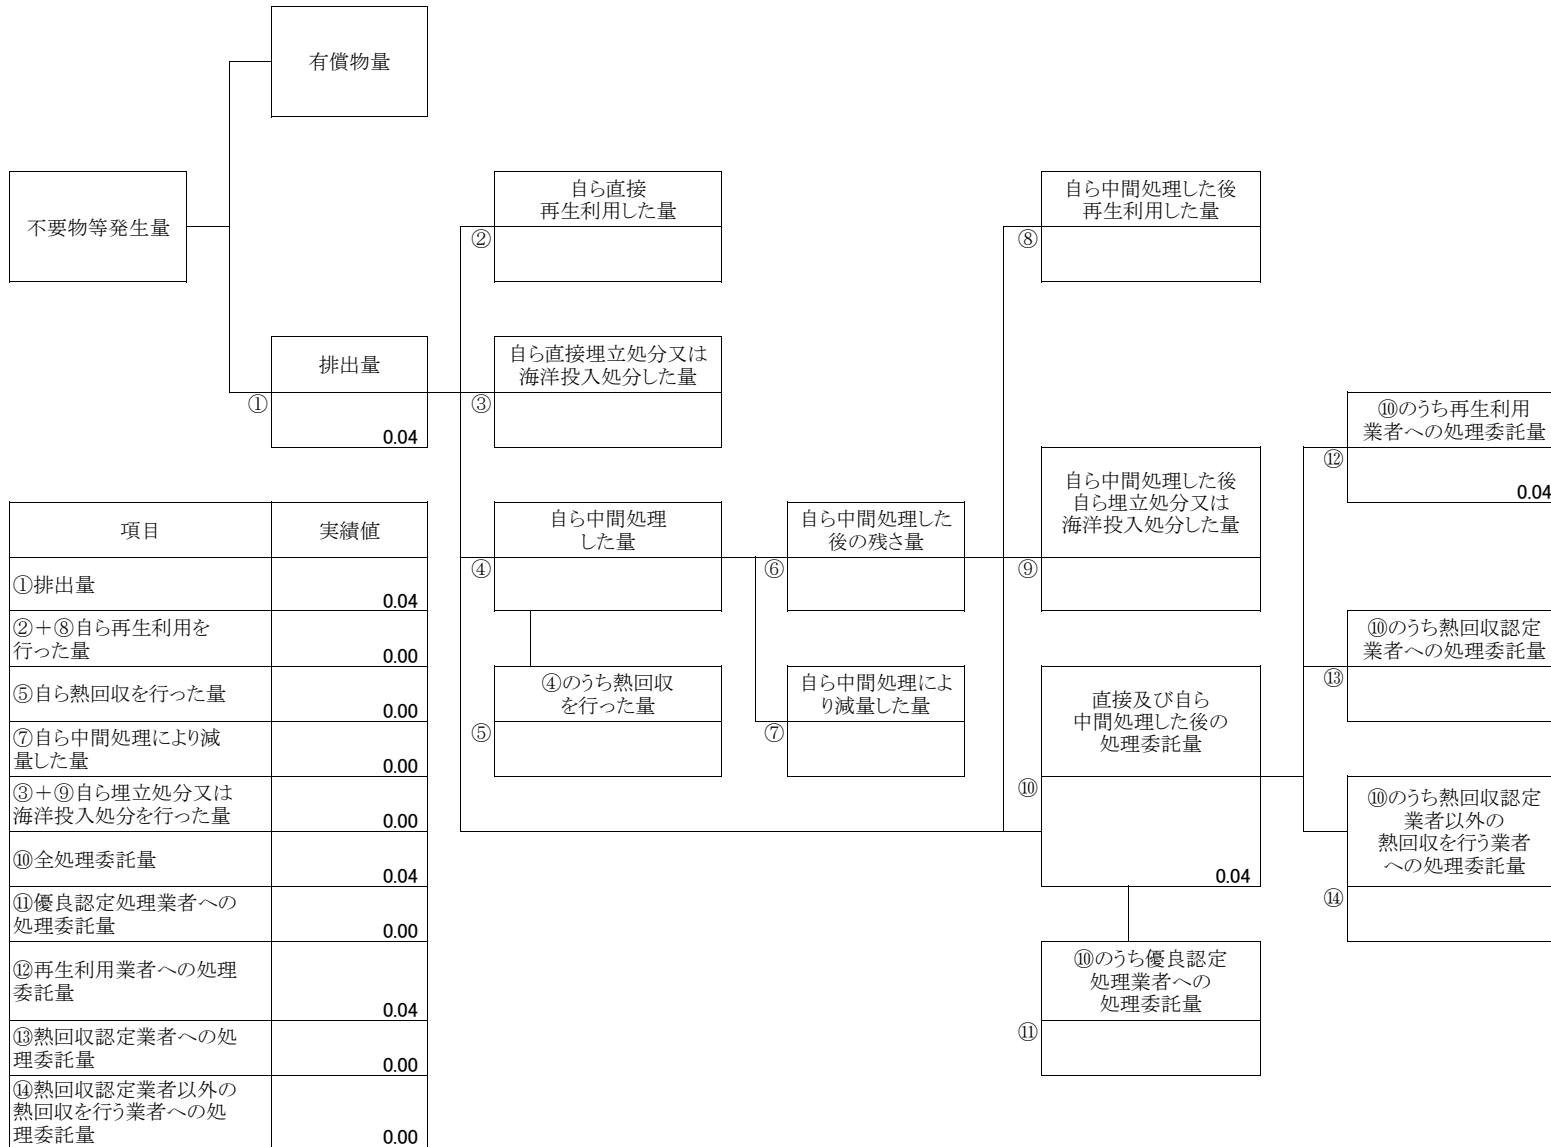 有償物量
不要物等発生量
自ら直接
再生利用した量
②
自ら中間処理した後
再生利用した量
⑧
排出量
①
0.04
自ら直接埋立処分又は
海洋投入処分した量
③
⑩のうち再生利用
業者への処理委託量
⑫
0.04
自ら中間処理
した量
④
自ら中間処理した
後の残さ量
⑥
自ら中間処理した後
自ら埋立処分又は
海洋投入処分した量
⑨
⑩のうち熱回収認定
業者への処理委託量
⑬
④のうち熱回収
を行った量
⑤
自ら中間処理によ
り減量した量
⑦
直接及び自ら
中間処理した後の
処理委託量
⑩
0.04
⑩のうち熱回収認定
業者以外の
熱回収を行う業者
への処理委託量
⑭
⑩のうち優良認定
処理業者への
処理委託量
⑪
項目 実績値
①排出量
0.04
②＋⑧自ら再生利用を
行った量
0.00
⑤自ら熱回収を行った量
0.00
⑦自ら中間処理により減
量した量
0.00
③＋⑨自ら埋立処分又は
海洋投入処分を行った量
0.00
⑩全処理委託量
0.04
⑪優良認定処理業者への
処理委託量
0.00
⑫再生利用業者への処理
委託量
0.04
⑬熱回収認定業者への処
理委託量
0.00
⑭熱回収認定業者以外の
熱回収を行う業者への処
理委託量
0.00